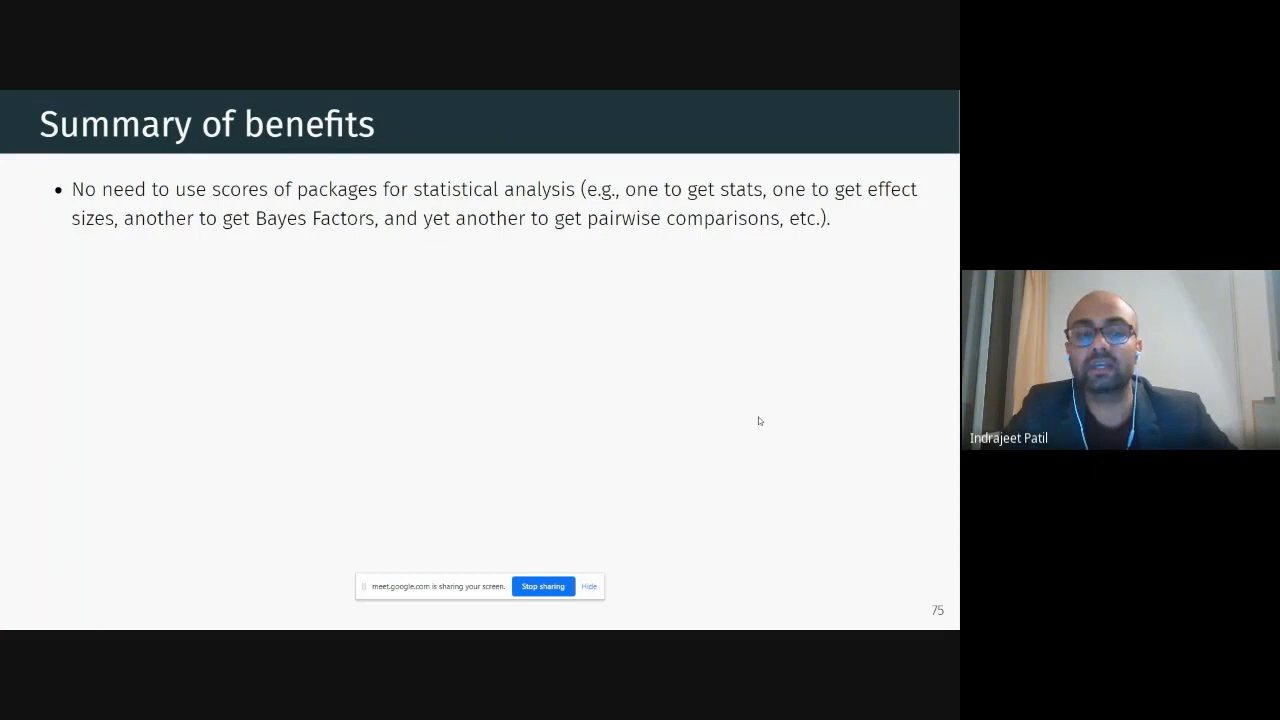 Summary of benefits
• No need to use scores of packages for statistical analysis (e.g., one to get stats, one to get effect
sizes, another to get Bayes Factors, and yet another to get pairwise comparisons, etc.).
Indrajeet Patil
meet.google.com is sharing your screen. Stop sharing Hide
75